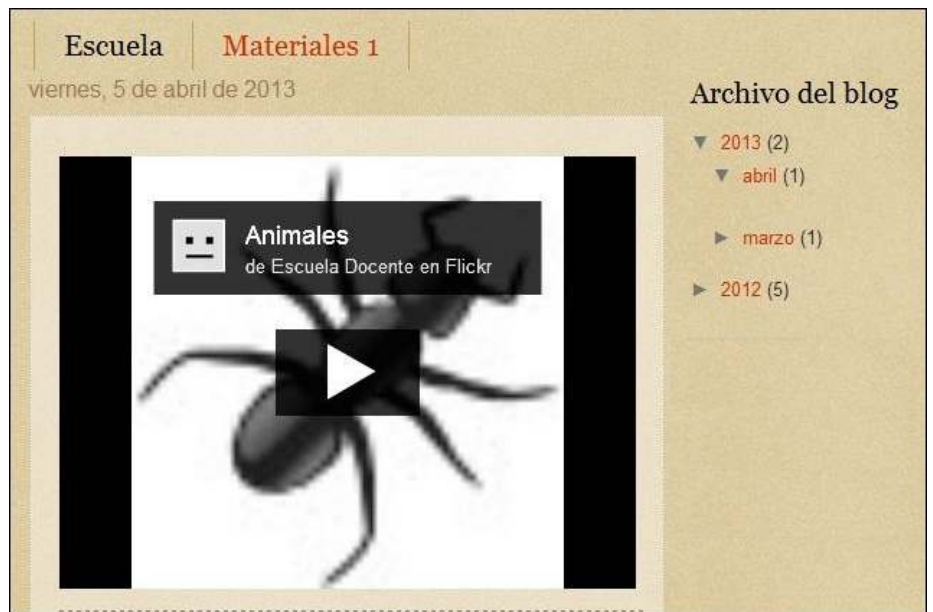 Escuela
Materiales 1
viernes, 5 de abril de 2013
Animales
de Escuela Docente en Flickr
Archivo del blog
▼ 2013 (2)
▼ abril (1)
► marzo (1)
► 2012 (5)